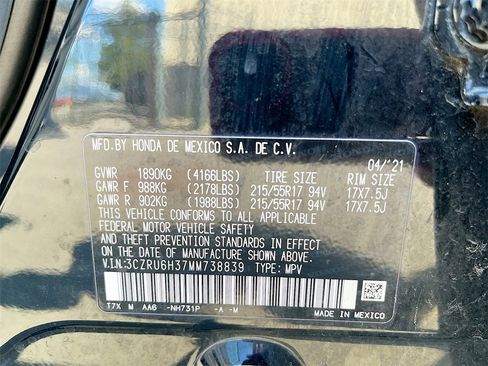 MFD.BY HONDA DE MEXICO S.A. DE C.V.
04/'21
GVWR 1890KG (4166LBS) TIRE SIZE RIM SIZE
GAWR F 988KG (2178LBS) 215/55R17 94V 17X7.5J
GAWR R 902KG (1988LBS) 215/55R17 94V 17X7.5J
THIS VEHICLE CONFORMS TO ALL APPLICABLE
FEDERAL MOTOR VEHICLE SAFETY
AND THEFT PREVENTION STANDARDS IN EFFECT
ON THE DATE OF MANUFACTURE SHOWN ABOVE.
V.I.N.:3CZRU6H37MM738839 TYPE: MPV
T7X M AA6 -NH731P -A -M
MADE IN MEXICO